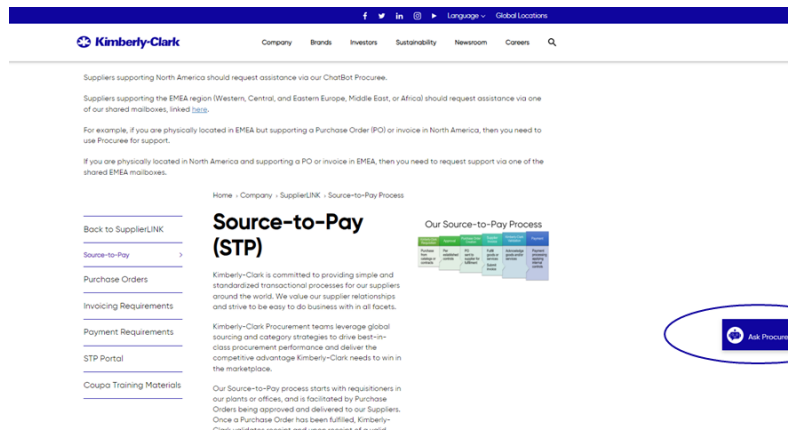 Language
Global Locations
Kimberly-Clark
Company Brands Investors Sustainability Newsroom Careers
Suppliers supporting North America should request assistance via our ChatBot Procuree.
Suppliers supporting the EMEA region (Western, Central, and Eastern Europe, Middle East, or Africa) should request assistance via one
of our shared mailboxes, linked here.
For example, if you are physically located in EMEA but supporting a Purchase Order (PO) or invoice in North America, then you need to
use Procuree for support.
If you are physically located in North America and supporting a PO or invoice in EMEA, then you need to request support via one of the
shared EMEA mailboxes.
Home › Company › SupplierLINK › Source-to-Pay Process
Back to SupplierLINK
Source-to-Pay
Purchase Orders
Invoicing Requirements
Payment Requirements
STP Portal
Coupa Training Materials
Source-to-Pay
(STP)
Kimberly-Clark is committed to providing simple and
standardized transactional processes for our suppliers
around the world. We value our supplier relationships
and strive to be easy to do business with in all facets.
Kimberly-Clark Procurement teams leverage global
sourcing and category strategies to drive best-in-
class procurement performance and deliver the
competitive advantage Kimberly-Clark needs to win in
the marketplace.
Our Source-to-Pay process starts with requisitioners in
our plants or offices, and is facilitated by Purchase
Orders being approved and delivered to our Suppliers.
Once a Purchase Order has been fulfilled, Kimberly-
Clark validates receipt and upon receipt of a valid
Our Source-to-Pay Process
Payment
Ask Procure